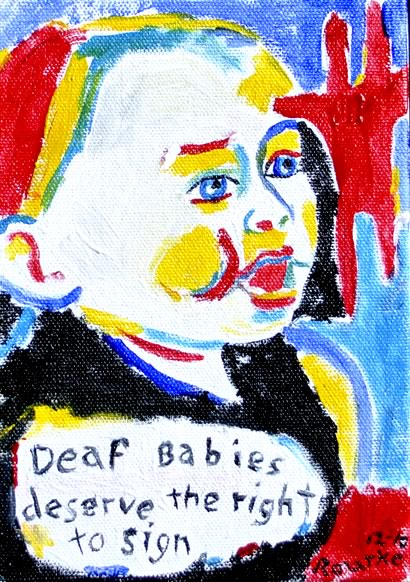 Deaf Babies
deserve the right
to sign
Rourke